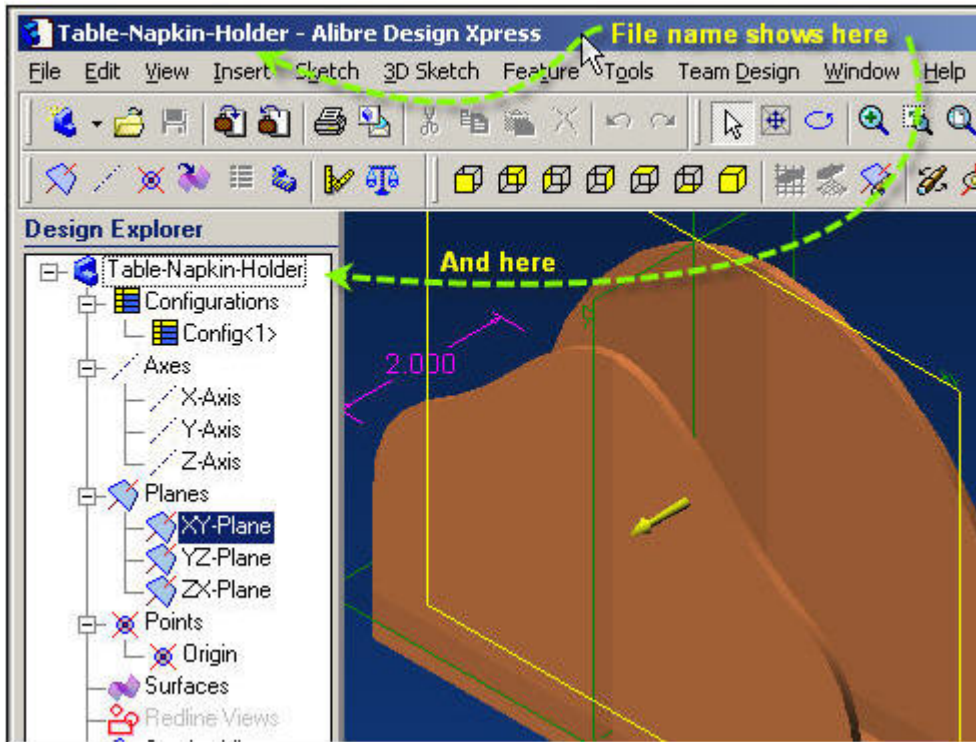 Table-Napkin-Holder - Alibre Design Xpress File name shows here
File Edit View Insert Sketch 3D Sketch Feature Tools Team Design Window Help
Design Explorer
And here
Table-Napkin-Holder
Configurations
Config<1>
Axes
X-Axis
Y-Axis
Z-Axis
Planes
XY-Plane
YZ-Plane
ZX-Plane
Points
Origin
Surfaces
Redline Views
2.000